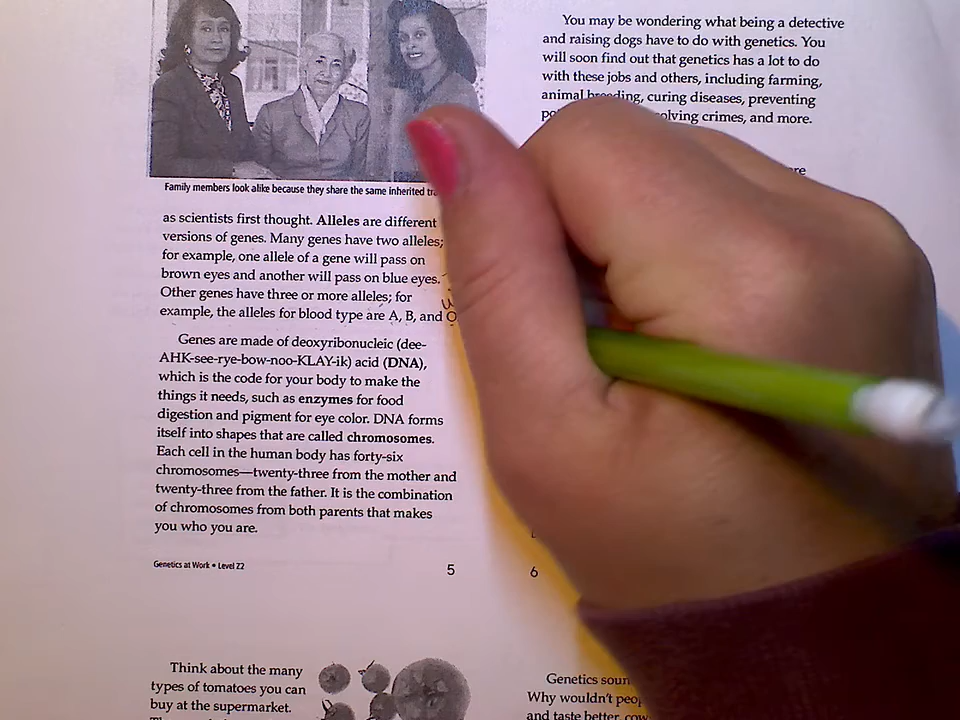 Family members look alike because they share the same inherited
as scientists first thought. Alleles are different
versions of genes. Many genes have two alleles;
for example, one allele of a gene will pass on
brown eyes and another will pass on blue eyes.
Other genes have three or more alleles; for
example, the alleles for blood type are A, B, and O.
Genes are made of deoxyribonucleic (dee-
AHK-see-rye-bow-noo-KLAY-ik) acid (DNA),
which is the code for your body to make the
things it needs, such as enzymes for food
digestion and pigment for eye color. DNA forms
itself into shapes that are called chromosomes.
Each cell in the human body has forty-six
chromosomes—twenty-three from the mother and
twenty-three from the father. It is the combination
of chromosomes from both parents that makes
you who you are.
Genetics at Work • Level Z2
5
You may be wondering what being a detective
and raising dogs have to do with genetics. You
will soon find out that genetics has a lot to do
with these jobs and others, including farming,
animal breeding, curing diseases, preventing
solving crimes, and more.
6
Think about the many
types of tomatoes you can
buy at the supermarket.
Genetics
Why wouldn't
and taste better,